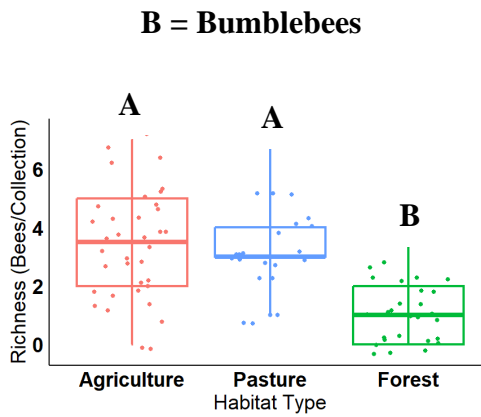 B = Bumblebees
A
A
B
Richness (Bees/Collection)
6
4
2
0
Agriculture Pasture Forest
Habitat Type